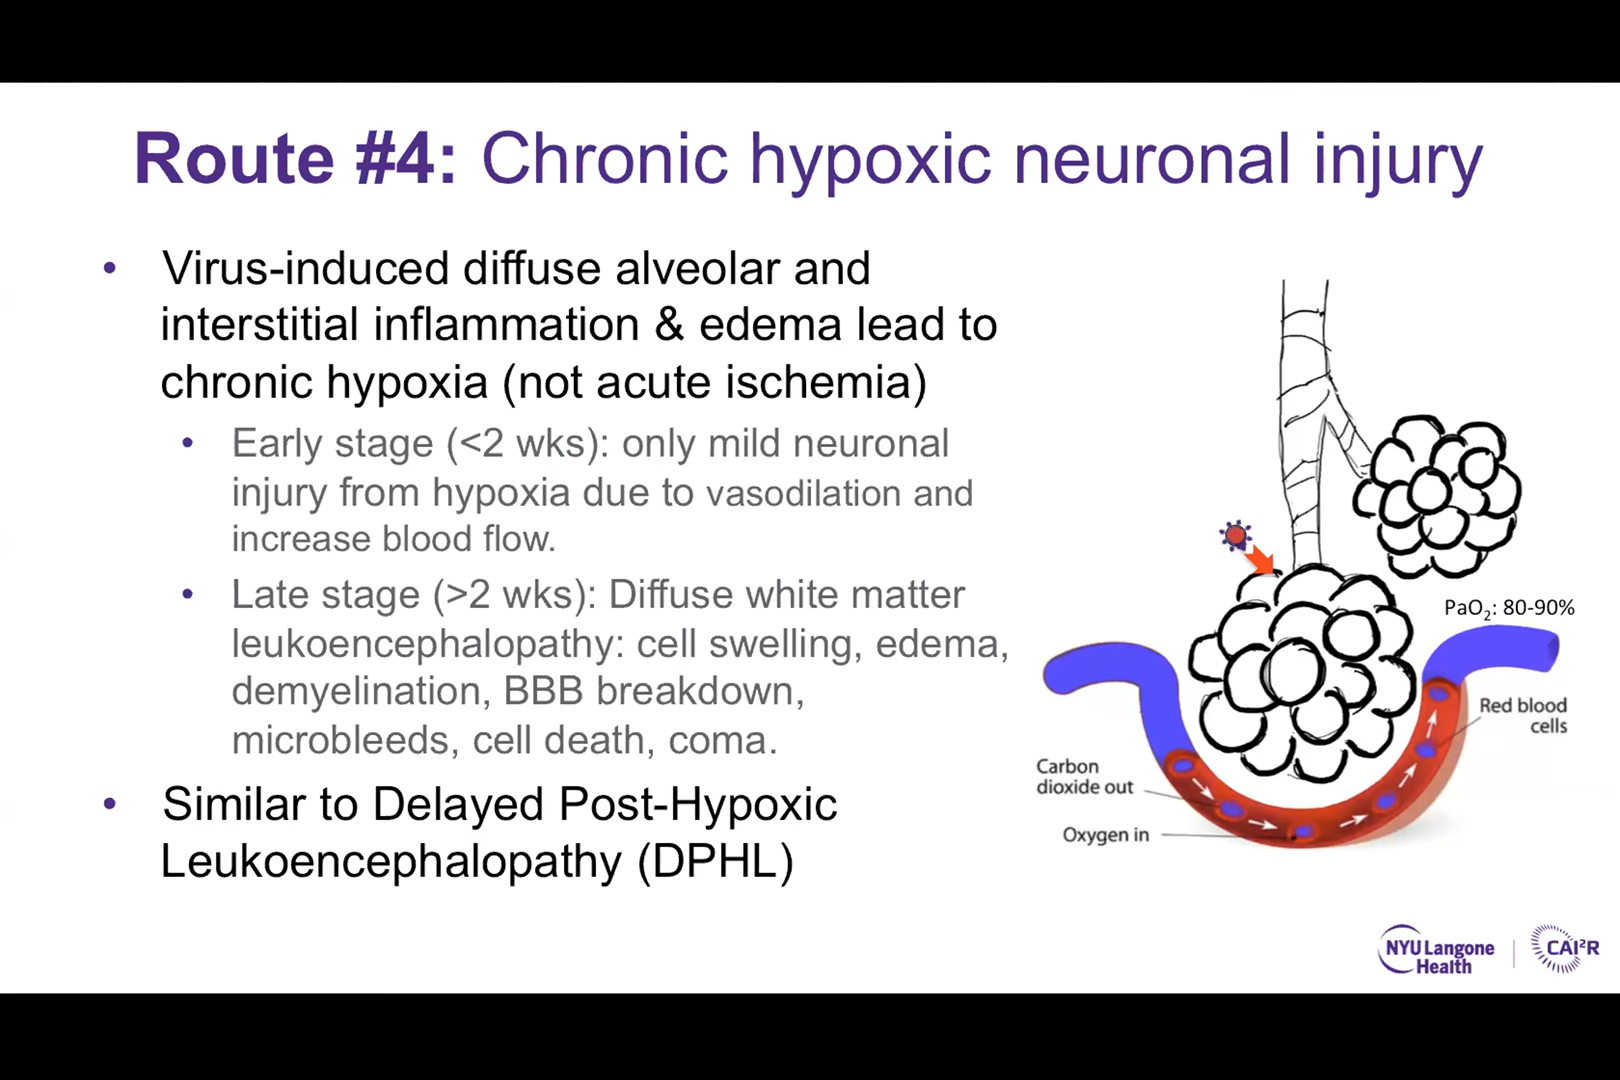 Route #4: Chronic hypoxic neuronal injury
• Virus-induced diffuse alveolar and
interstitial inflammation & edema lead to
chronic hypoxia (not acute ischemia)
• Early stage (<2 wks): only mild neuronal
injury from hypoxia due to vasodilation and
increase blood flow.
• Late stage (>2 wks): Diffuse white matter
leukoencephalopathy: cell swelling, edema,
demyelination, BBB breakdown,
microbleeds, cell death, coma.
• Similar to Delayed Post-Hypoxic
Leukoencephalopathy (DPHL)
PaO₂: 80-90%
Red blood
cells
Carbon
dioxide out
Oxygen in
NYU Langone
Health
CAI²R